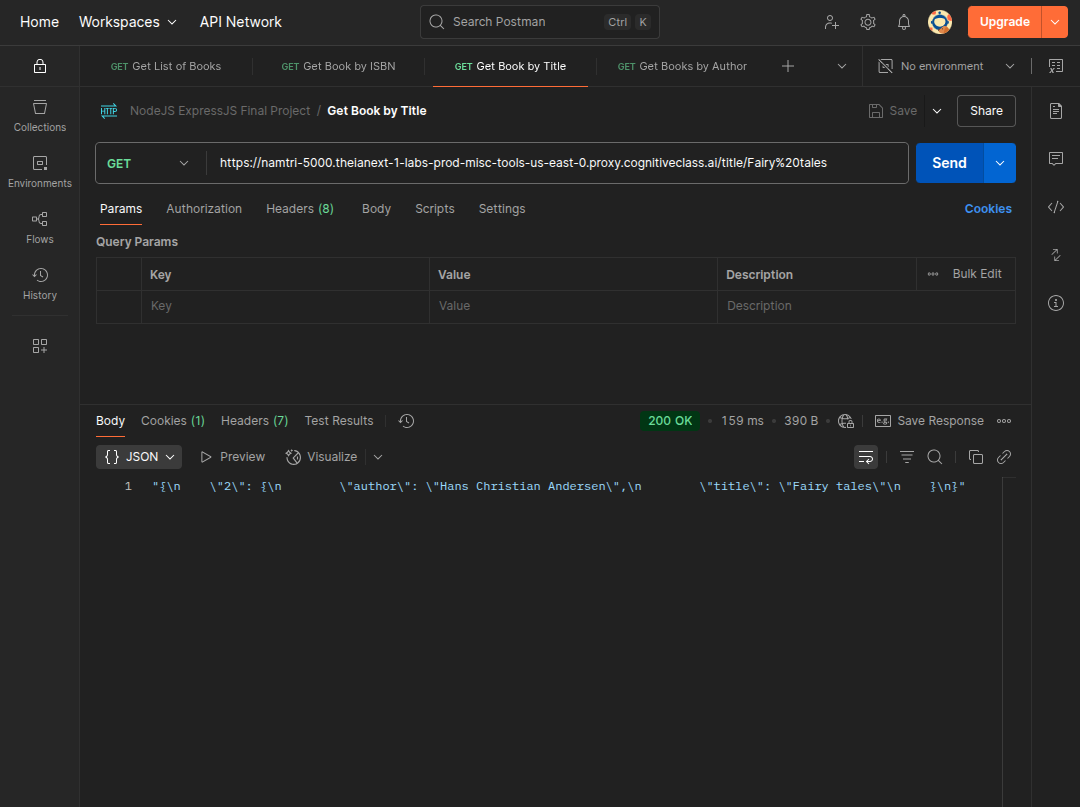 Home Workspaces API Network Search Postman Ctrl K Upgrade
GET Get List of Books GET Get Book by ISBN GET Get Book by Title GET Get Books by Author No environment
Collections
Environments
Flows
History
HTTP NodeJS ExpressJS Final Project / Get Book by Title Save Share
GET https://namtri-5000.theianext-1-labs-prod-misc-tools-us-east-0.proxy.cognitiveclass.ai/title/Fairy%20tales Send
Params Authorization Headers (8) Body Scripts Settings Cookies
Query Params
Key Value Description Bulk Edit
Key Value Description
Body Cookies (1) Headers (7) Test Results 200 OK • 159 ms • 390 B • e.g. Save Response
{} JSON Preview Visualize
1 "{\n    \"2\": {\n        \"author\": \"Hans Christian Andersen\",\n        \"title\": \"Fairy tales\"\n    }\n}"